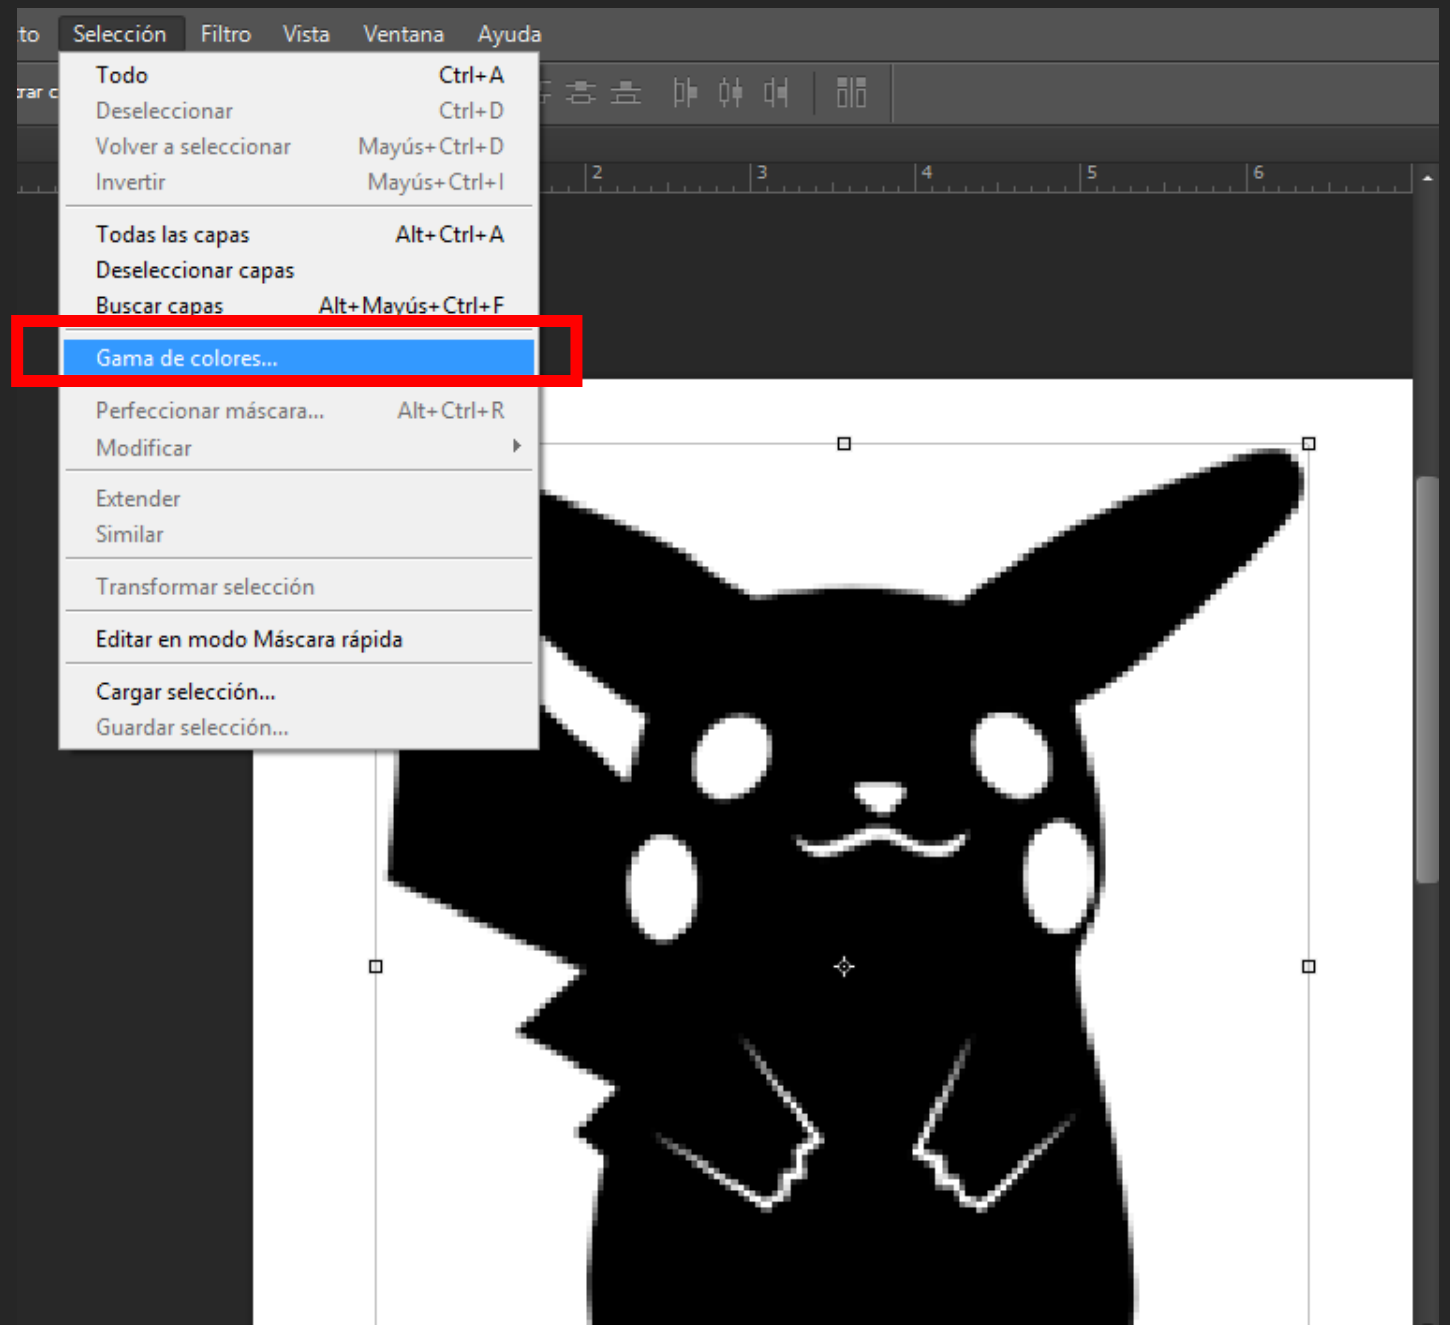 to Selección Filtro Vista Ventana Ayuda
rar c
Todo Ctrl+A
Deseleccionar Ctrl+D
Volver a seleccionar Mayús+Ctrl+D
Invertir Mayús+Ctrl+I
2 3 4 5 6
Todas las capas Alt+Ctrl+A
Deseleccionar capas
Buscar capas Alt+Mayús+Ctrl+F
Gama de colores...
Perfeccionar máscara... Alt+Ctrl+R
Modificar
Extender
Similar
Transformar selección
Editar en modo Máscara rápida
Cargar selección...
Guardar selección...